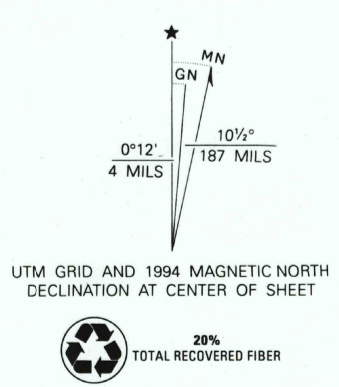 MN
GN
0°12'
4 MILS
10½°
187 MILS
UTM GRID AND 1994 MAGNETIC NORTH
DECLINATION AT CENTER OF SHEET
20%
TOTAL RECOVERED FIBER